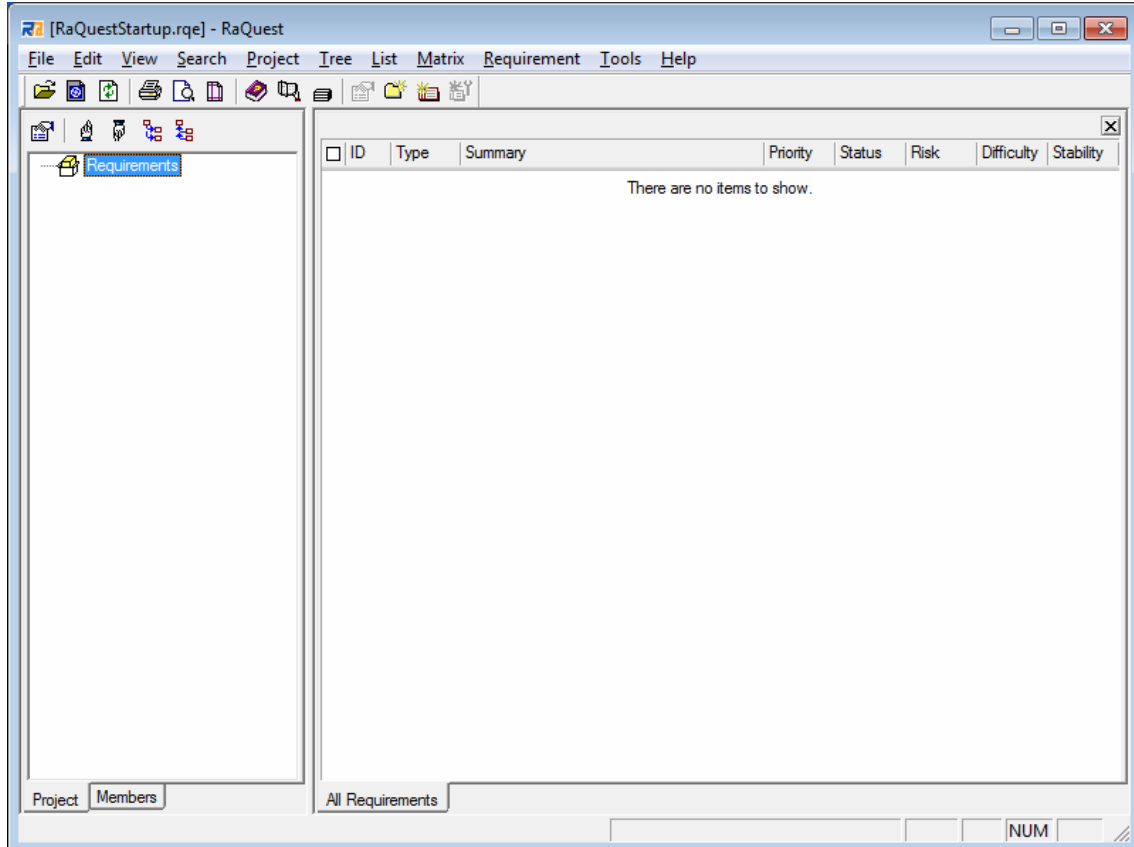 [RaQuestStartup.rqe] - RaQuest
File Edit View Search Project Tree List Matrix Requirement Tools Help
Requirements
ID Type Summary Priority Status Risk Difficulty Stability
There are no items to show.
Project Members
All Requirements
NUM